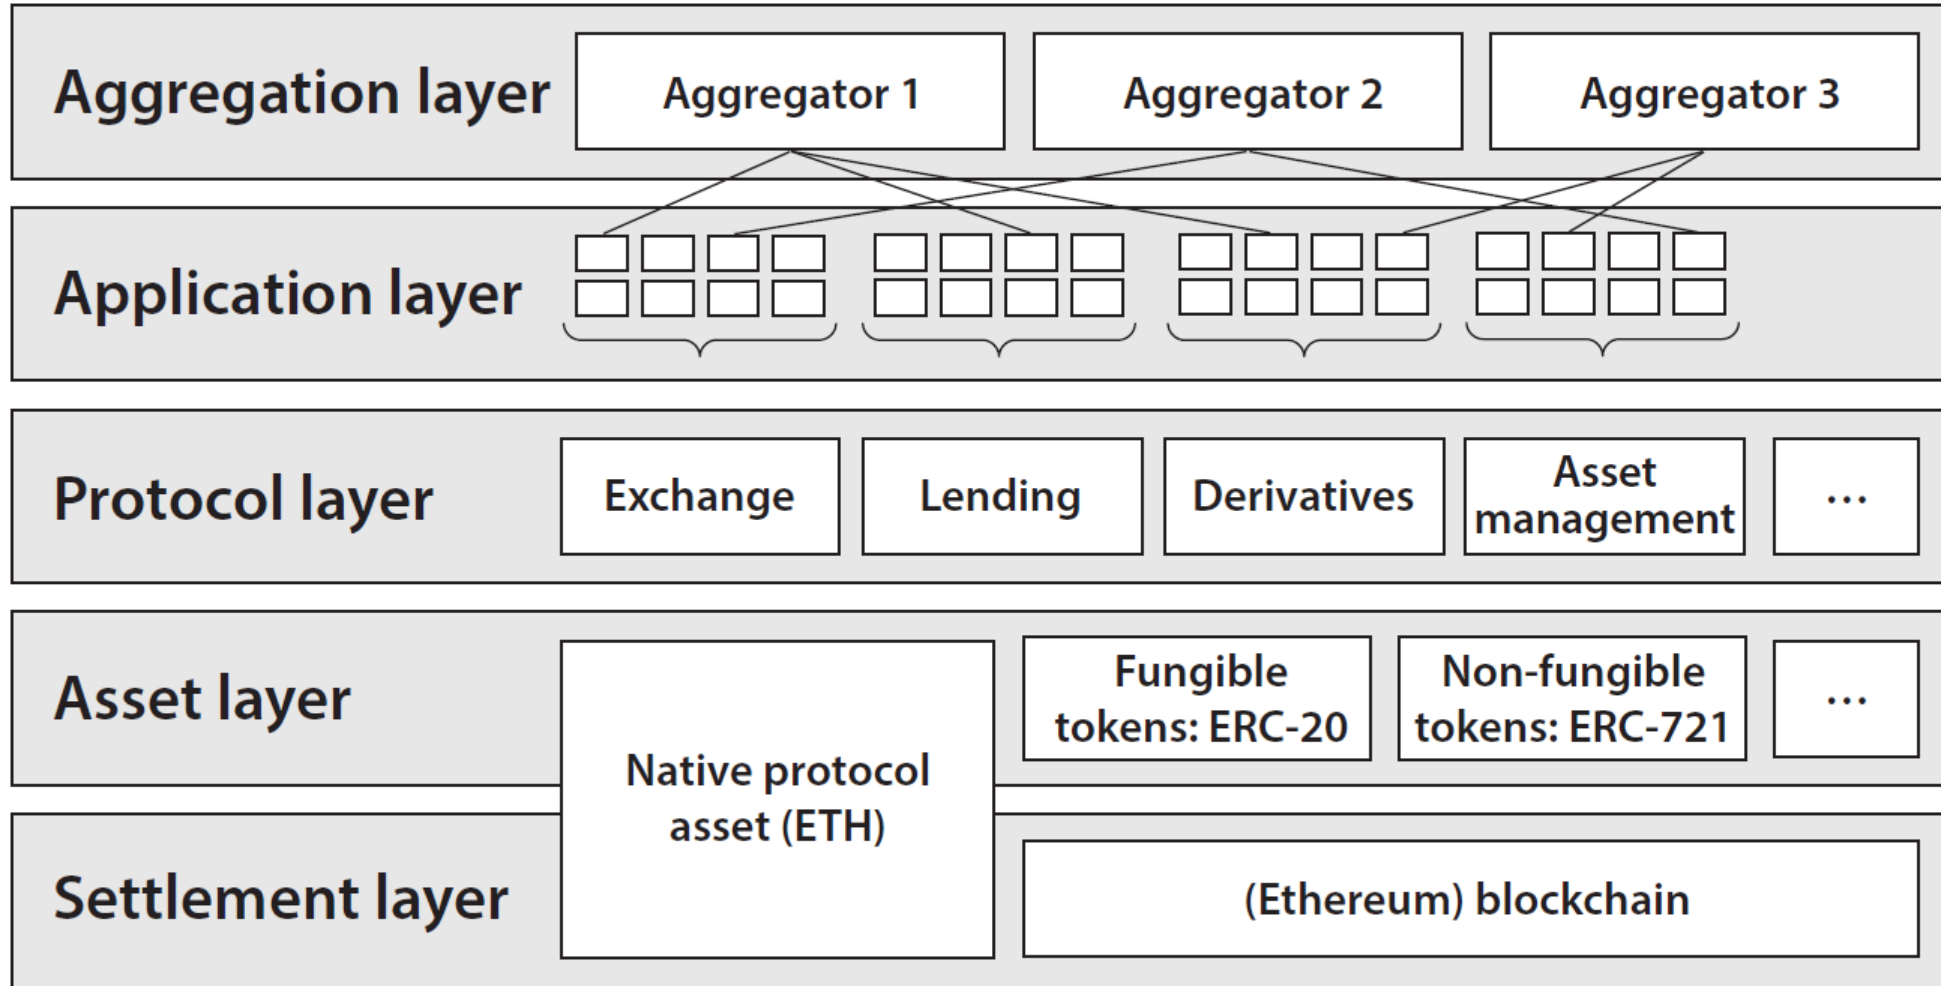 Aggregation layer
Aggregator 1
Aggregator 2
Aggregator 3
Application layer
Protocol layer
Exchange
Lending
Derivatives
Asset
management
...
Asset layer
Native protocol
asset (ETH)
Fungible
tokens: ERC-20
Non-fungible
tokens: ERC-721
...
Settlement layer
(Ethereum) blockchain